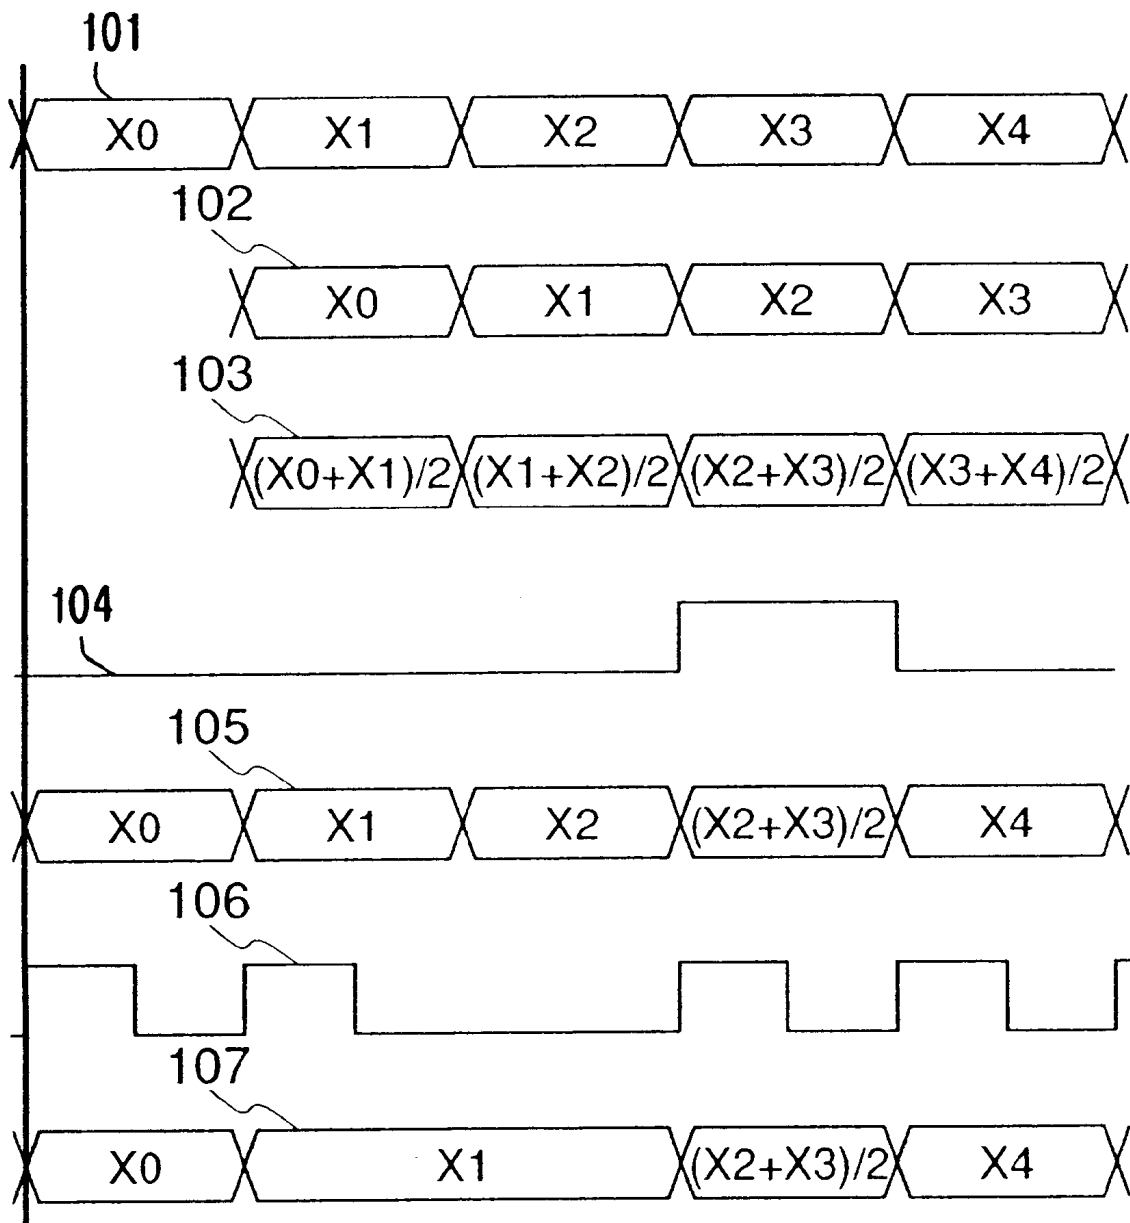 101
X0 X1 X2 X3 X4
102
X0 X1 X2 X3
103
(X0+X1)/2 (X1+X2)/2 (X2+X3)/2 (X3+X4)/2
104
105
X0 X1 X2 (X2+X3)/2 X4
106
107
X0 X1 (X2+X3)/2 X4